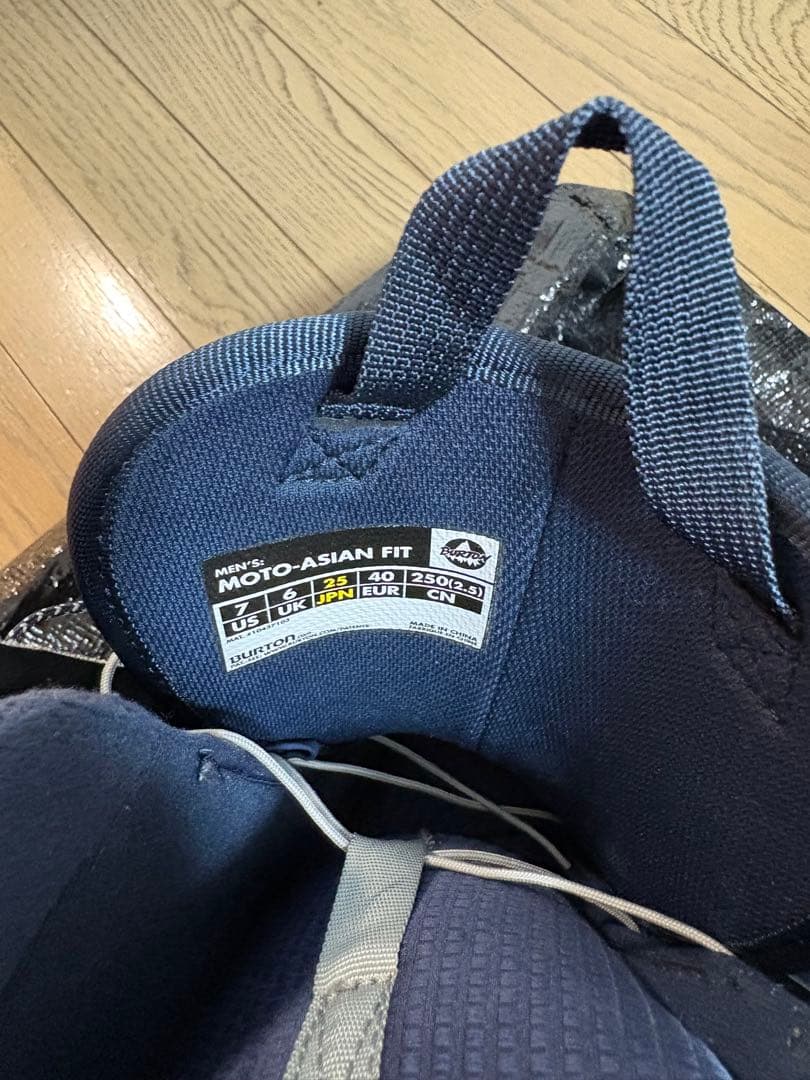 MEN'S:
MOTO-ASIAN FIT
BURTON
7 6 25 40 250(2.5)
US UK JPN EUR CN
MADE IN CHINA
BURTON